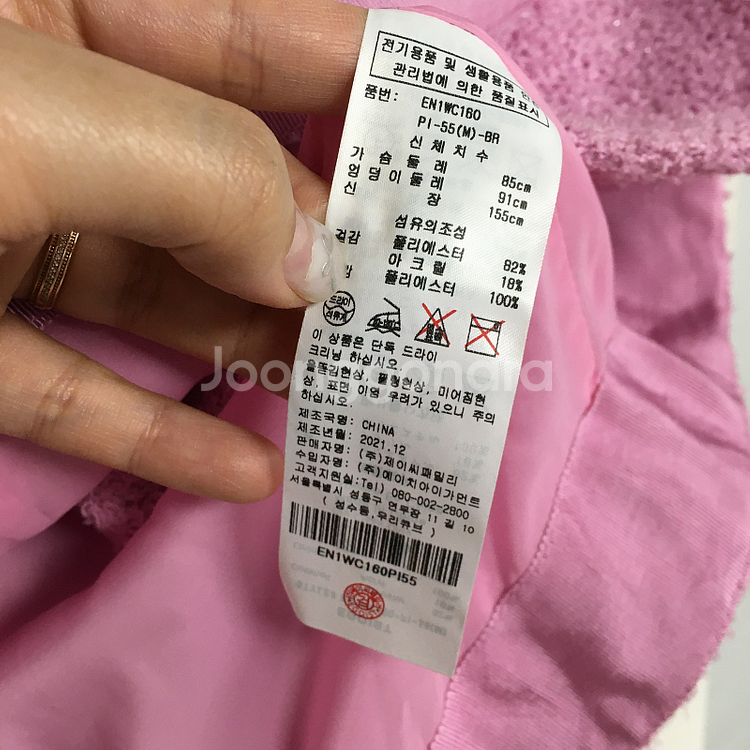 전기용품 및 생활용품
관리법에 의한 품질표시
품번: EN1WC160
PI-55(M)-BR
신체치수
가슴둘레 85cm
엉덩이둘레 91cm
신장 155cm
섬유의조성
겉감 폴리에스터 82%
아크릴 18%
감 폴리에스터 100%
드라이
이 상품은 단독 드라이
크리닝 하십시오.
올뜯김현상, 필링현상, 미어짐현
상, 표면 이염 우려가 있으니 주의
하십시오.
제조국명: CHINA
제조년월: 2021.12
판매자명: (주)제이씨패밀리
수입자명: (주)에이치아이가먼트
고객지원실:Tel) 080-002-2800
서울특별시 성동구 연무장 11 길 10
(성수동,우리큐브)
EN1WC160PI55
Joongonara